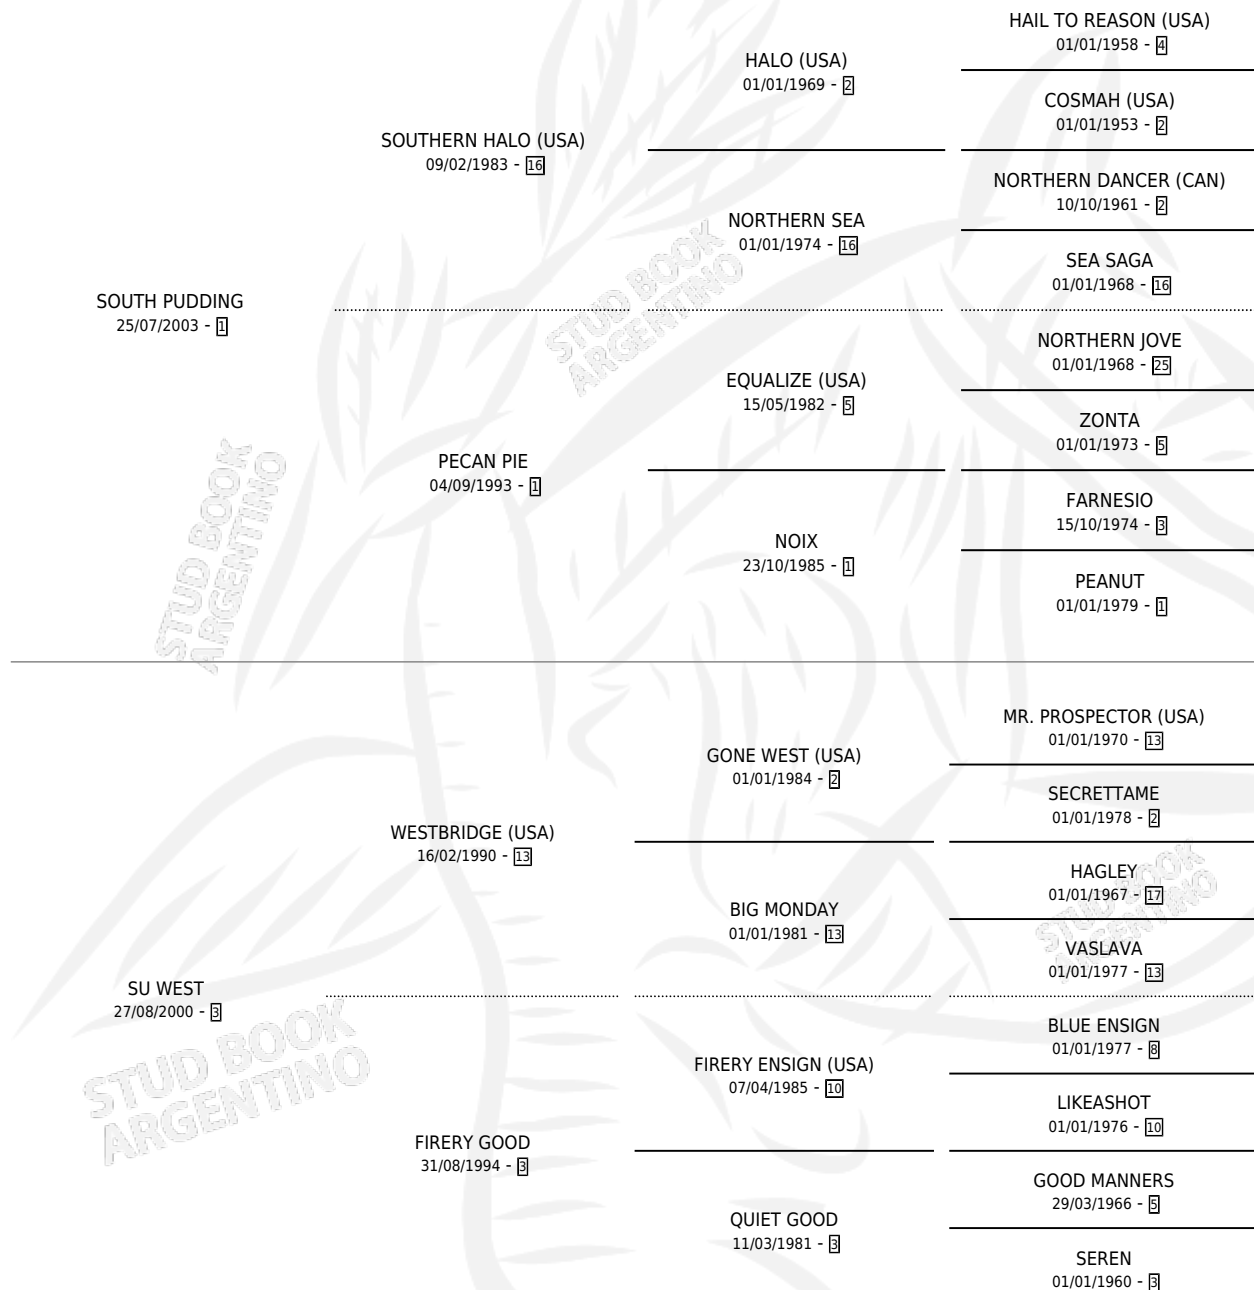 HAIL TO REASON (USA)
01/01/1958 - 4
HALO (USA)
01/01/1969 - 2
COSMAH (USA)
01/01/1953 - 2
SOUTHERN HALO (USA)
09/02/1983 - 16
NORTHERN DANCER (CAN)
10/10/1961 - 2
NORTHERN SEA
01/01/1974 - 16
SEA SAGA
01/01/1968 - 16
SOUTH PUDDING
25/07/2003 - 1
STUD BOOK
ARGENTINO
NORTHERN JOVE
01/01/1968 - 25
EQUALIZE (USA)
15/05/1982 - 5
ZONTA
01/01/1973 - 5
PECAN PIE
04/09/1993 - 1
FARNESIO
15/10/1974 - 3
NOIX
23/10/1985 - 1
PEANUT
01/01/1979 - 1
STUD BOOK
ARGENTINO
MR. PROSPECTOR (USA)
01/01/1970 - 13
GONE WEST (USA)
01/01/1984 - 2
SECRETTAME
01/01/1978 - 2
WESTBRIDGE (USA)
16/02/1990 - 13
HAGLEY
01/01/1967 - 17
BIG MONDAY
01/01/1981 - 13
STUD BOOK
ARGENTINO
VASLAVA
01/01/1977 - 13
SU WEST
27/08/2000 - 3
BLUE ENSIGN
01/01/1977 - 8
FIRERY ENSIGN (USA)
07/04/1985 - 10
STUD BOOK
ARGENTINO
LIKEASHOT
01/01/1976 - 10
FIRERY GOOD
31/08/1994 - 3
GOOD MANNERS
29/03/1966 - 5
QUIET GOOD
11/03/1981 - 3
SEREN
01/01/1960 - 3